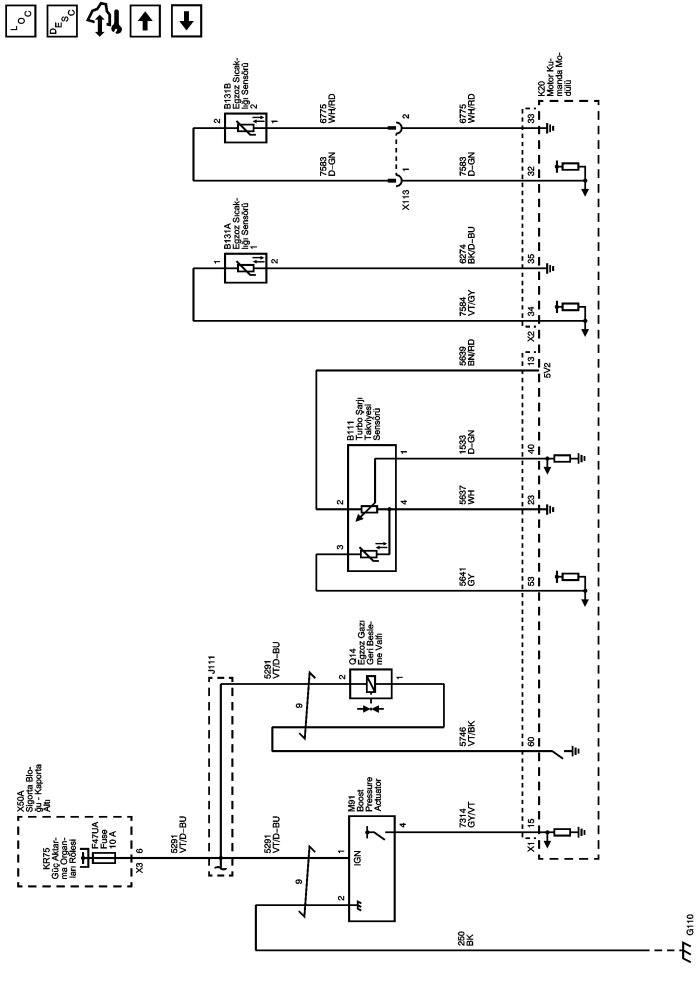 LOC
DESC
B131B
Egzoz Sıcak-
lığı Sensörü
2
2
1
6775
WH/RD
2
6775
WH/RD
33
K20
Motor Ku-
manda Mo-
dülü
7583
D-GN
1
X113
7583
D-GN
32
B131A
Egzoz Sıcak-
lığı Sensörü
1
1
2
6274
BK/D-BU
35
7584
VT/GY
34
X2
5639
BN/RD
13
5V2
B111
Turbo Şarjı
Takviyesi
Sensörü
1
1533
D-GN
40
2
4
5637
WH
23
3
5641
GY
53
J111
5291
VT/D-BU
9
2
Q14
Egzoz Gazı
Geri Besle-
me Valfi
1
5746
VT/BK
60
X50A
Sigorta Blo-
ğu - Kaporta
Altı
KR75
Güç Aktar-
ma Organ-
ları Rölesi
F47UA
Fuse
10 A
6
X3
5291
VT/D-BU
5291
VT/D-BU
9
M91
Boost
Pressure
Actuator
1
IGN
2
4
7314
GY/VT
15
X1
250
BK
G110